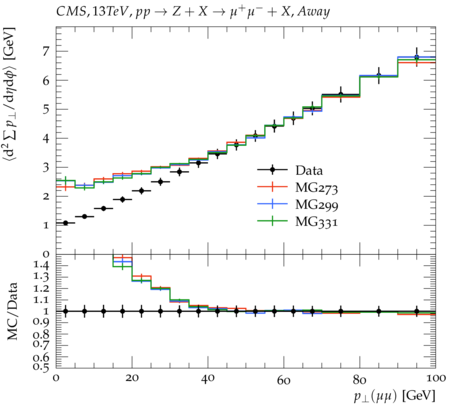 CMS, 13TeV, pp → Z + X → μ⁺μ⁻ + X, Away
⟨d² ∑ p⊥/dηdϕ⟩ [GeV]
7
6
5
4
3
2
1
0
Data
MG273
MG299
MG331
MC/Data
1.4
1.3
1.2
1.1
1
0.9
0.8
0.7
0.6
0.5
0 20 40 60 80 100
p⊥(μμ) [GeV]